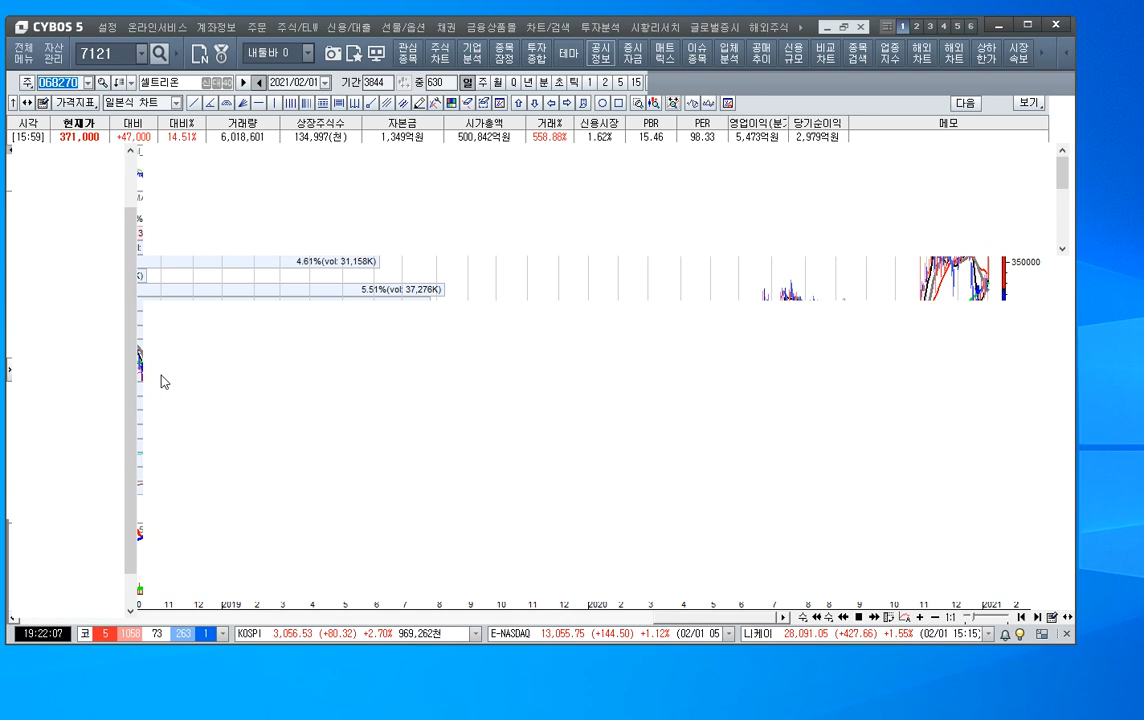 CYBOS 5 설정 온라인서비스 계좌정보 주문 주식/ELW 신용/대출 선물/옵션 채권 금융상품몰 차트/검색 투자분석 시황리서치 글로벌증시 해외주식 1 2 3 4 5 6
전체메뉴 자산관리 7121 내툴바 0 관심종목 주식차트 기업분석 종목잠정 투자종합 테마 공시정보 증시자금 매트릭스 이슈종목 입체분석 공매추이 신용규모 비교차트 종목검색 업종지수 해외차트 해외차트 상하한가 시장속보
주 068270 셀트리온 2021/02/01 기간 3844 중 630 일 주 월 Q 년 분 초 틱 1 2 5 15
가격지표 일본식 차트 다음 보기
시각 현재가 대비 대비% 거래량 상장주식수 자본금 시가총액 거래% 신용시장 PBR PER 영업이익(분기 당기순이익 메모
[15:59] 371,000 +47,000 14.51% 6,018,601 134,997(천) 1,349억원 500,842억원 558.88% 1.62% 15.46 98.33 5,473억원 2,979억원
4.61%(vol: 31,158K) 350000
5.51%(vol: 37,276K)
11 12 2019 2 3 4 5 6 7 8 9 10 11 12 2020 2 3 4 5 6 7 8 9 10 11 12 2021 2
1:1
19:22:07 코 5 1058 73 263 1 KOSPI 3,056.53 (+80.32) +2.70% 969,262천 E-NASDAQ 13,055.75 (+144.50) +1.12% (02/01 05 니케이 28,091.05 (+427.66) +1.55% (02/01 15:15)